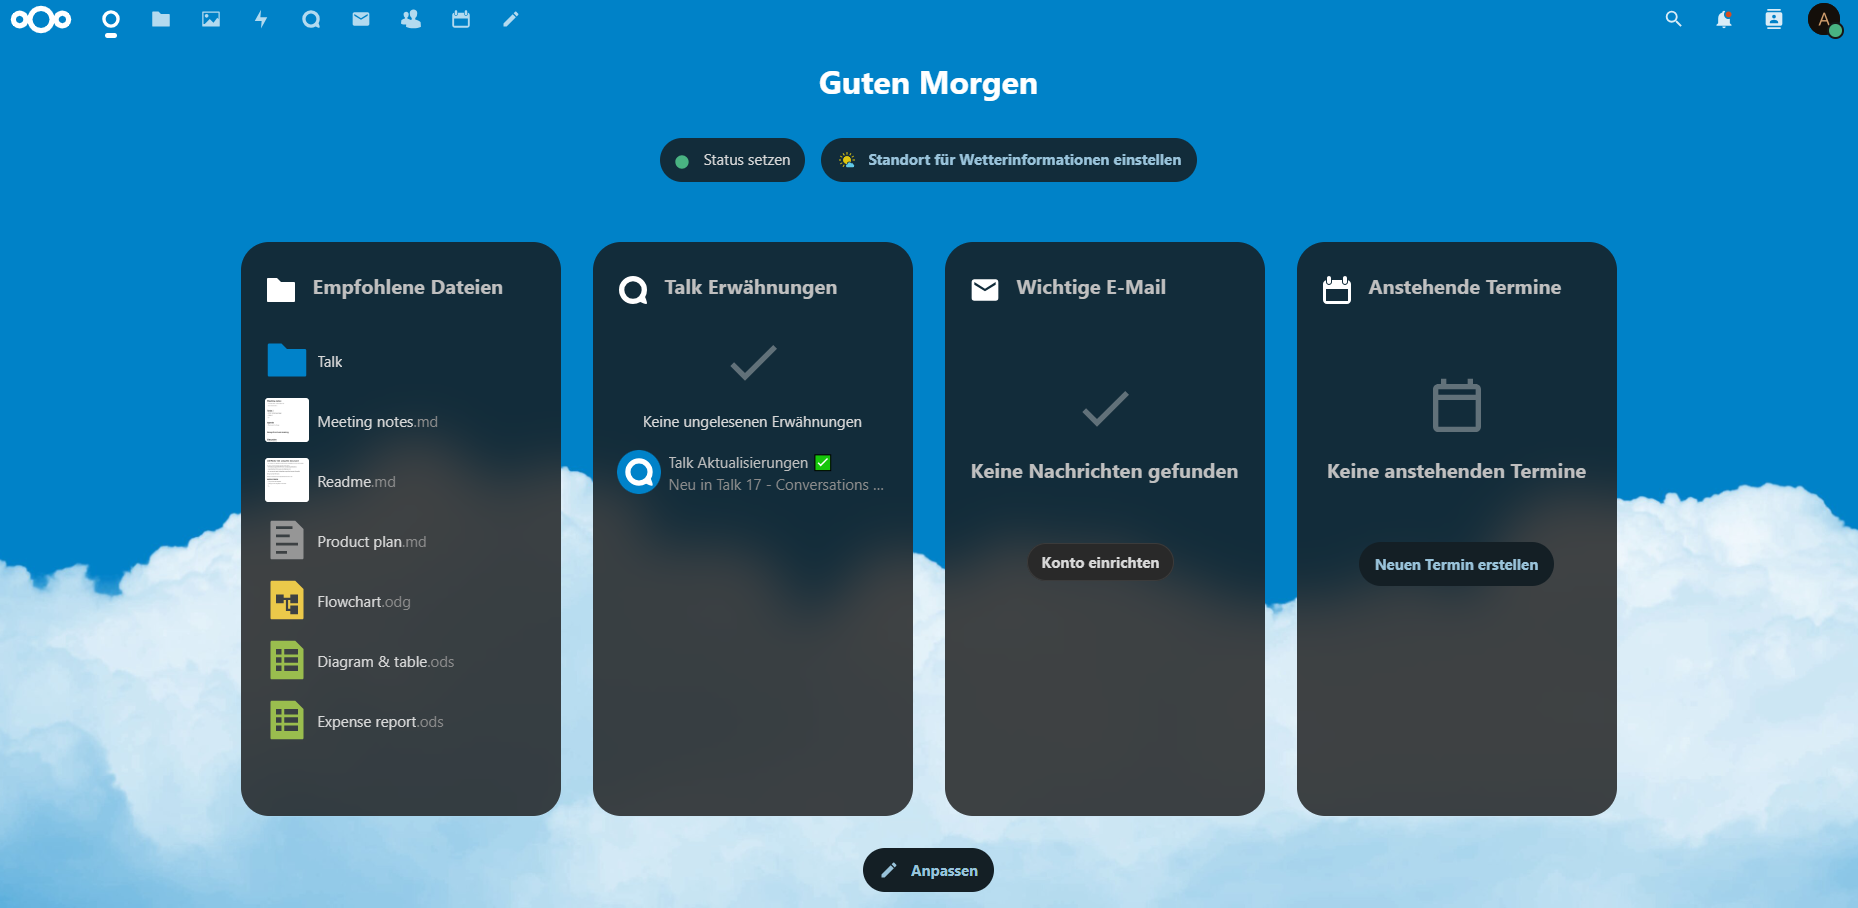 A
Guten Morgen
Status setzen
Standort für Wetterinformationen einstellen
Empfohlene Dateien
Talk
Meeting notes.md
Readme.md
Product plan.md
Flowchart.odg
Diagram & table.ods
Expense report.ods
Talk Erwähnungen
Keine ungelesenen Erwähnungen
Talk Aktualisierungen ✅
Neu in Talk 17 - Conversations ...
Wichtige E-Mail
Keine Nachrichten gefunden
Konto einrichten
Anstehende Termine
Keine anstehenden Termine
Neuen Termin erstellen
Anpassen